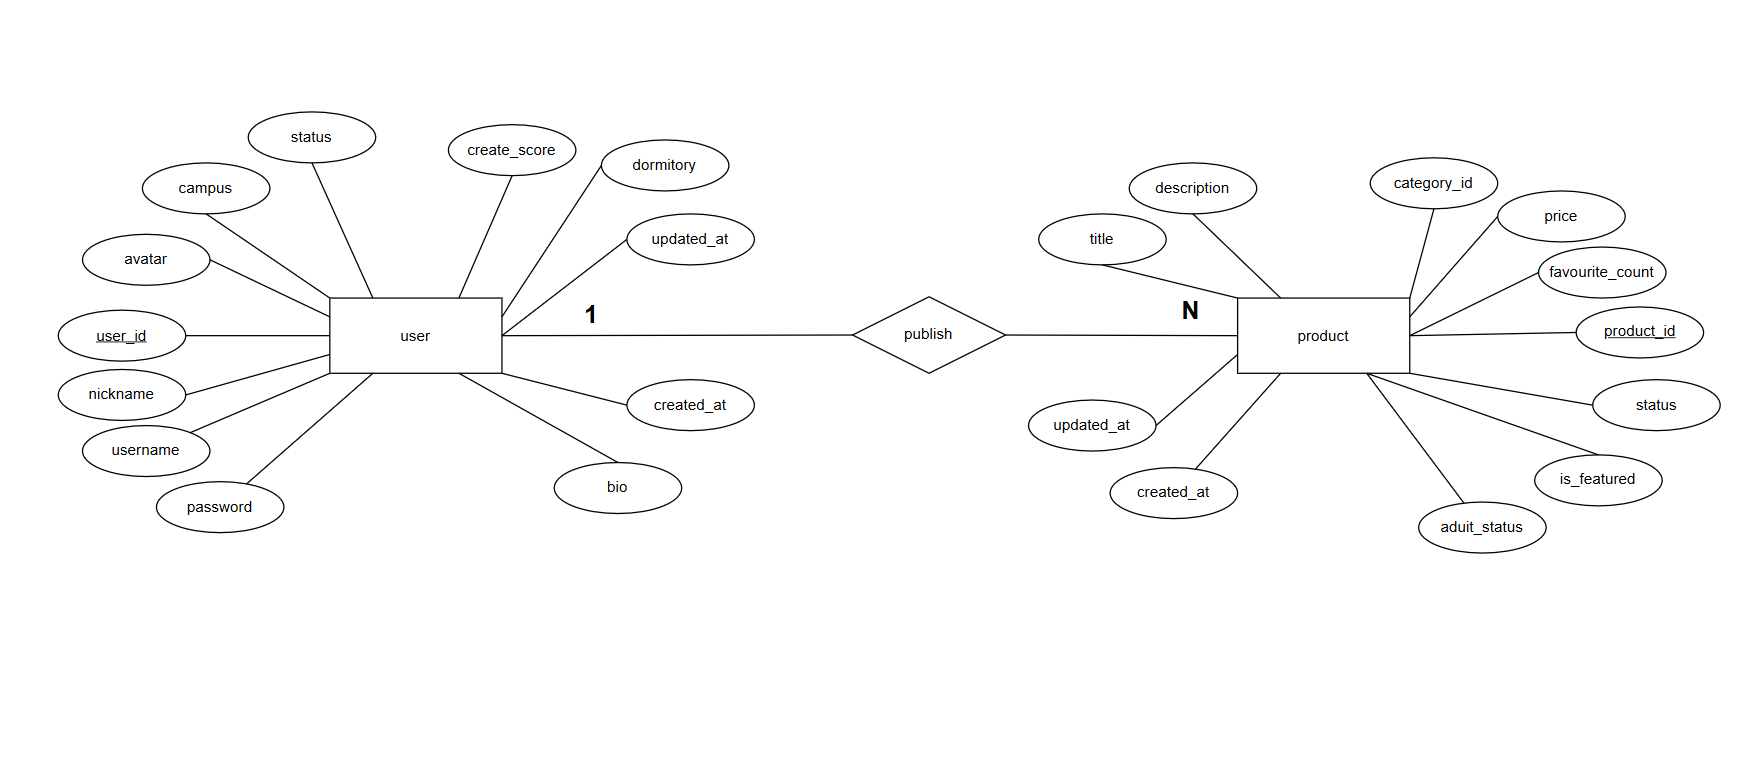 status
create_score
dormitory
campus
updated_at
avatar
user_id
user
1
nickname
username
password
created_at
bio
publish
N
description
category_id
title
price
favourite_count
product_id
product
updated_at
status
created_at
is_featured
aduit_status